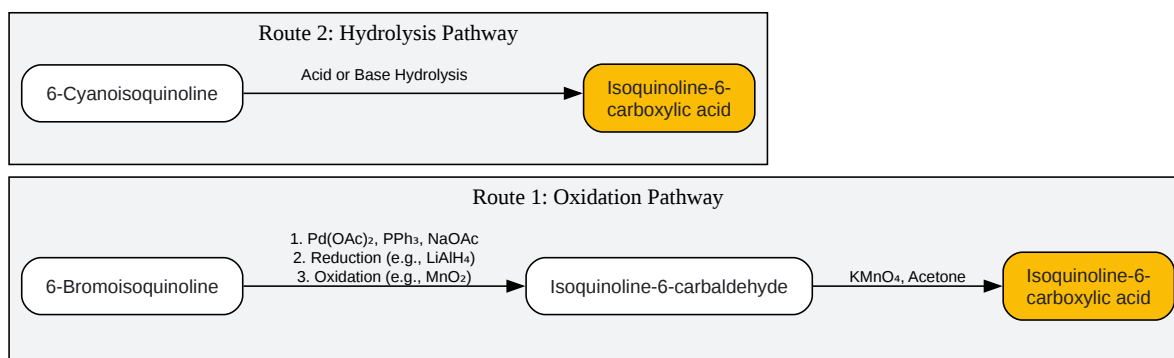 Route 2: Hydrolysis Pathway
6-Cyanoisoquinoline
Acid or Base Hydrolysis
Isoquinoline-6-
carboxylic acid
Route 1: Oxidation Pathway
6-Bromoisoquinoline
1. Pd(OAc)₂, PPh₃, NaOAc
2. Reduction (e.g., LiAlH₄)
3. Oxidation (e.g., MnO₂)
Isoquinoline-6-carbaldehyde
KMnO₄, Acetone
Isoquinoline-6-
carboxylic acid